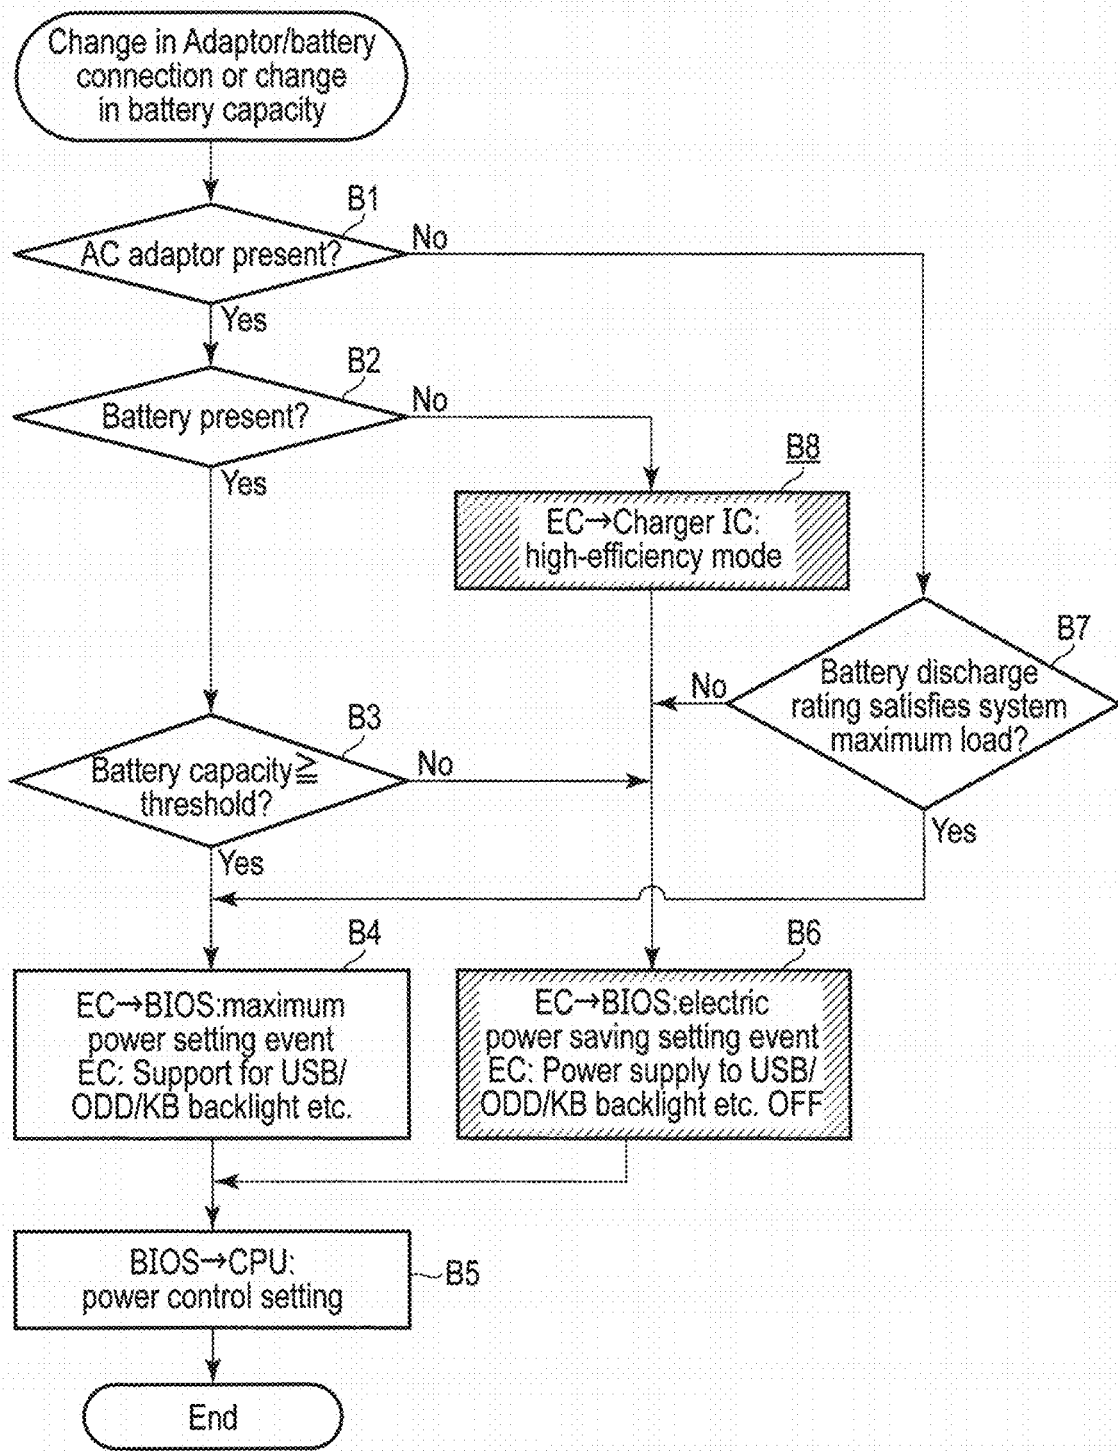 Change in Adaptor/battery
connection or change
in battery capacity
B1
AC adaptor present?
No
Yes
B2
Battery present?
No
Yes
B8
EC→Charger IC:
high-efficiency mode
B7
Battery discharge
rating satisfies system
maximum load?
No
Yes
B3
Battery capacity≧
threshold?
No
Yes
B4
EC→BIOS:maximum
power setting event
EC: Support for USB/
ODD/KB backlight etc.
B6
EC→BIOS:electric
power saving setting event
EC: Power supply to USB/
ODD/KB backlight etc. OFF
BIOS→CPU:
power control setting
B5
End